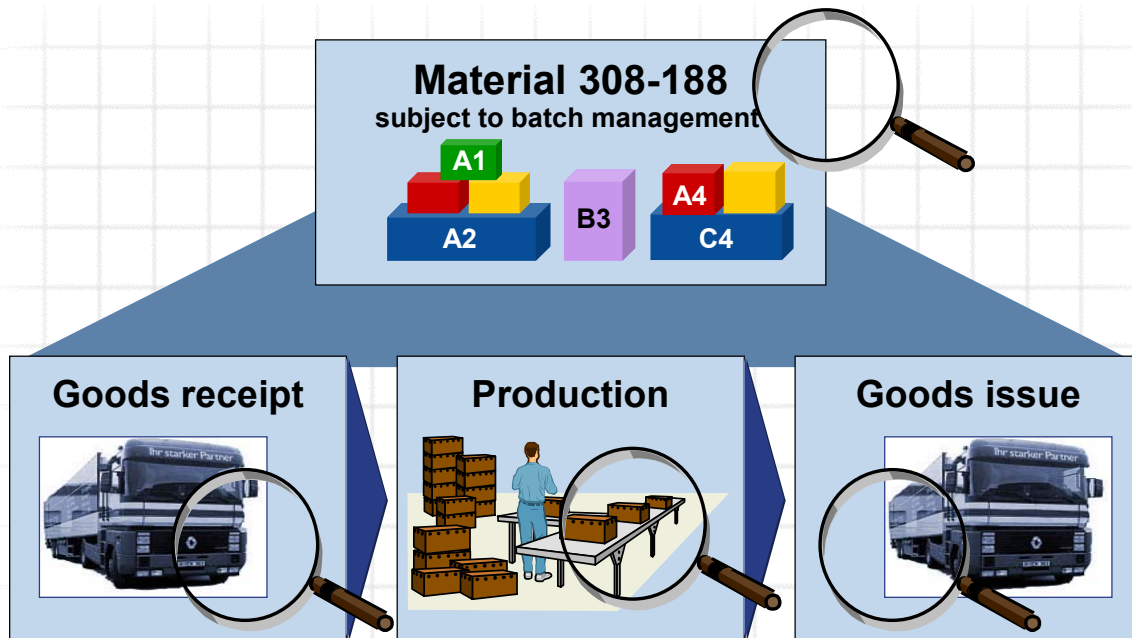 Material 308-188
subject to batch management
A1
A2
B3
A4
C4
Goods receipt
Production
Goods issue
Ihr starker Partner
Ihr starker Partner